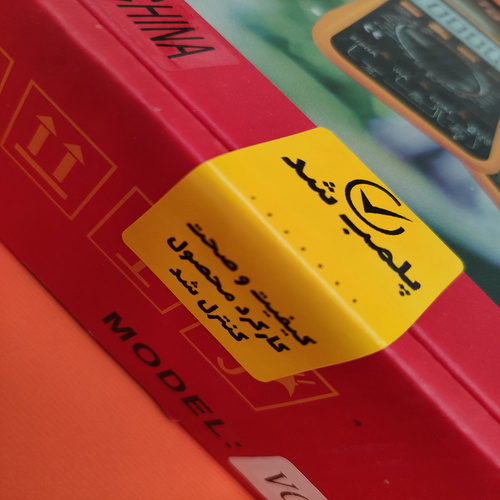 CHINA
پلمب شد
کیفیت و صحت
کارکرد محصول
کنترل شد
MODEL:
VC